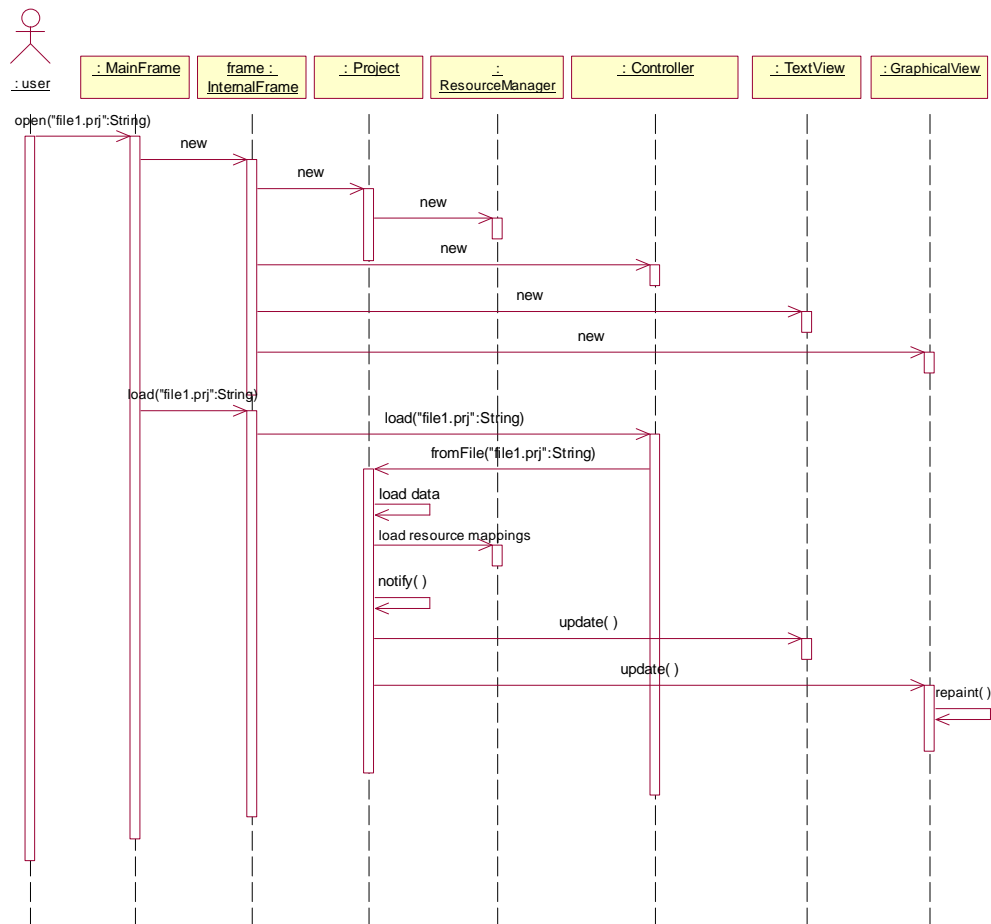 : user
: MainFrame
frame :
InternalFrame
: Project
:
ResourceManager
: Controller
: TextView
: GraphicalView
open("file1.prj":String)
new
new
new
new
new
new
load("file1.prj":String)
load("file1.prj":String)
fromFile("file1.prj":String)
load data
load resource mappings
notify( )
update( )
update( )
repaint( )